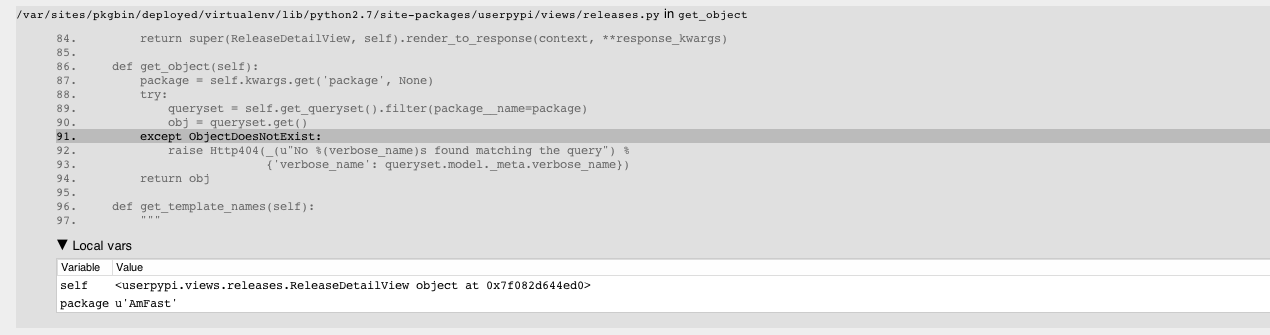 /var/sites/pkgbin/deployed/virtualenv/lib/python2.7/site-packages/userpypi/views/releases.py in get_object
84.         return super(ReleaseDetailView, self).render_to_response(context, **response_kwargs)
85.
86.     def get_object(self):
87.         package = self.kwargs.get('package', None)
88.         try:
89.             queryset = self.get_queryset().filter(package__name=package)
90.             obj = queryset.get()
91.         except ObjectDoesNotExist:
92.             raise Http404(_(u"No %(verbose_name)s found matching the query") %
93.                           {'verbose_name': queryset.model._meta.verbose_name})
94.         return obj
95.
96.     def get_template_names(self):
97.         """
▼ Local vars
Variable Value
self <userpypi.views.releases.ReleaseDetailView object at 0x7f082d644ed0>
package u'AmFast'